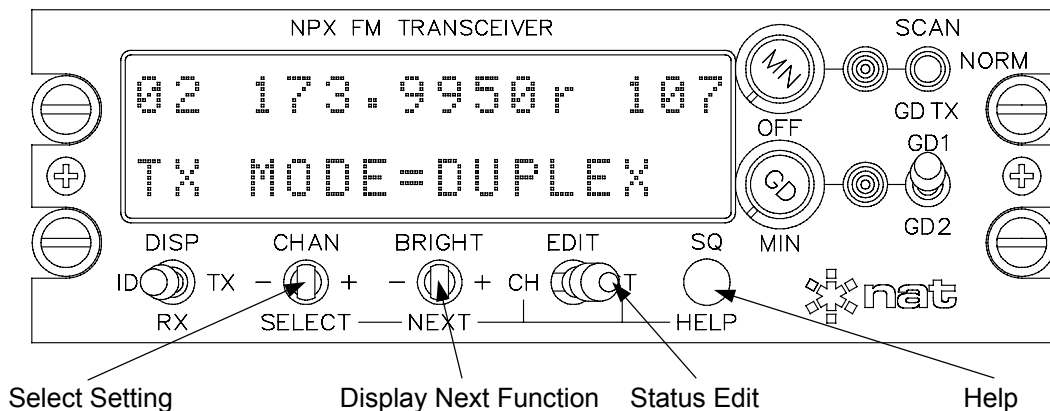 NPX FM TRANSCEIVER
SCAN
MN
NORM
02 173.9950r 107
OFF
GD TX
GD1
TX MODE=DUPLEX
GD
MIN
GD2
DISP CHAN BRIGHT EDIT SQ
ID TX - + - + CH T
RX SELECT NEXT HELP
nat
Select Setting Display Next Function Status Edit Help